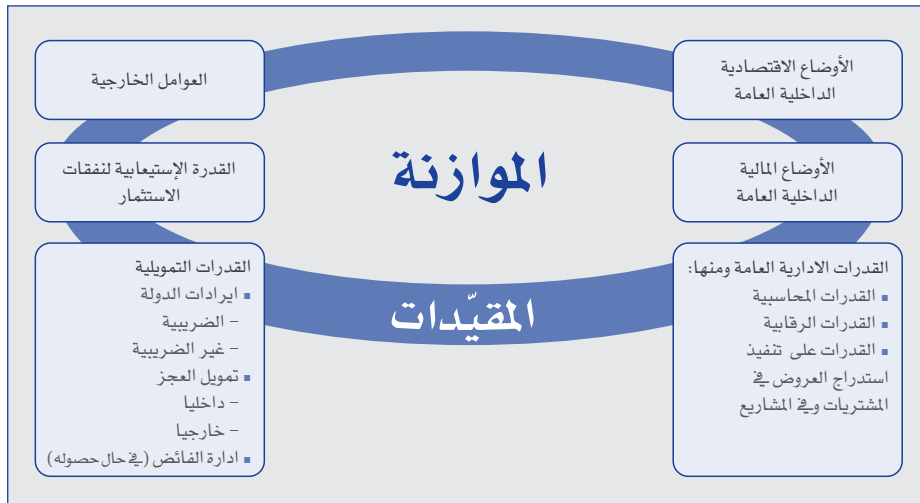 الأوضاع الاقتصادية
الداخلية العامة
العوامل الخارجية
الموازنة
الأوضاع المالية
الداخلية العامة
القدرة الإستيعابية لنفقات
الاستثمار
المقيّدات
القدرات الادارية العامة ومنها:
▪ القدرات المحاسبية
▪ القدرات الرقابية
▪ القدرات على تنفيذ
استدراج العروض في
المشتريات وفي المشاريع
القدرات التمويلية
▪ ايرادات الدولة
– الضريبية
– غير الضريبية
▪ تمويل العجز
– داخليا
– خارجيا
▪ ادارة الفائض (في حال حصوله)